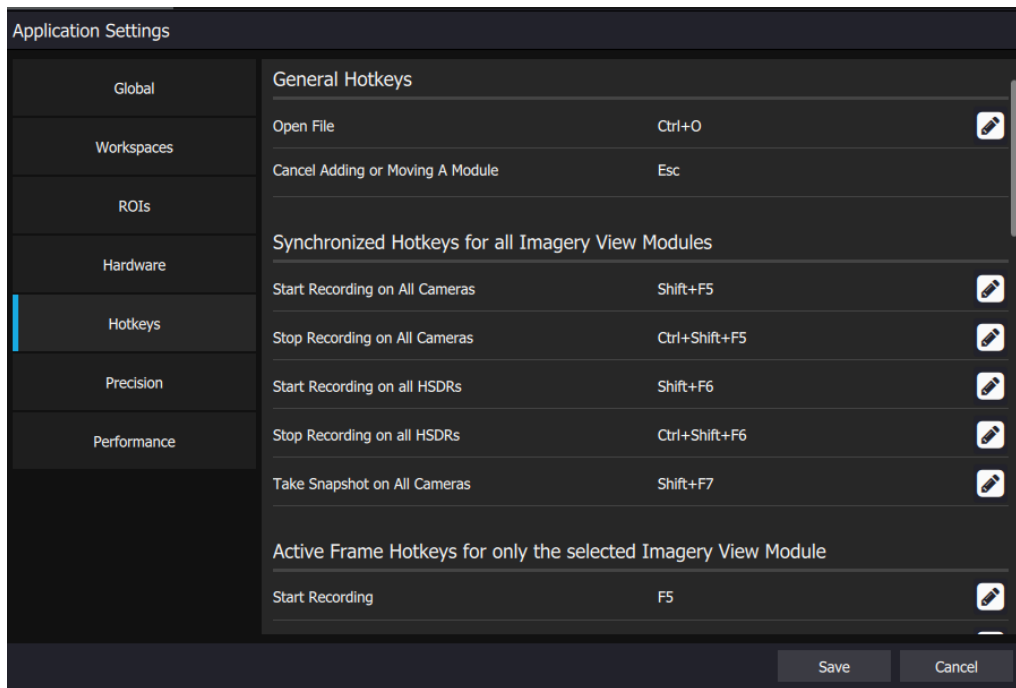 Application Settings
Global
Workspaces
ROIs
Hardware
Hotkeys
Precision
Performance
General Hotkeys
Open File Ctrl+O
Cancel Adding or Moving A Module Esc
Synchronized Hotkeys for all Imagery View Modules
Start Recording on All Cameras Shift+F5
Stop Recording on All Cameras Ctrl+Shift+F5
Start Recording on all HSDRs Shift+F6
Stop Recording on all HSDRs Ctrl+Shift+F6
Take Snapshot on All Cameras Shift+F7
Active Frame Hotkeys for only the selected Imagery View Module
Start Recording F5
Save Cancel